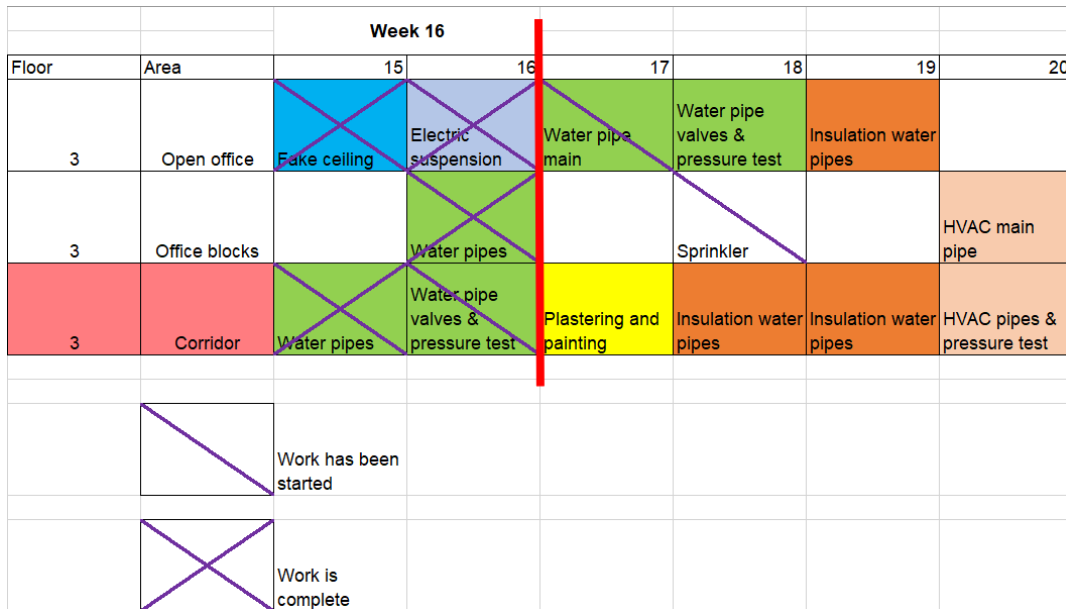 Week 16
Floor Area 15 16 17 18 19 20
3 Open office
Fake ceiling
Electric
suspension
Water pipe
main
Water pipe
valves &
pressure test
Insulation water
pipes
3 Office blocks
Water pipes
Sprinkler
HVAC main
pipe
3 Corridor
Water pipes
Water pipe
valves &
pressure test
Plastering and
painting
Insulation water
pipes
Insulation water
pipes
HVAC pipes &
pressure test
Work has been
started
Work is
complete